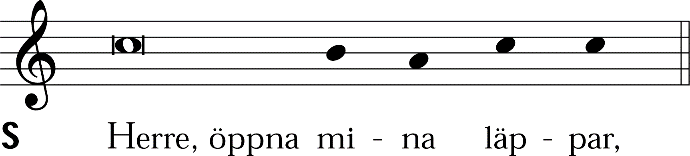 S Herre, öppna mi - na läp - par,